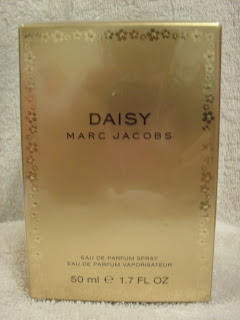 DAISY
MARC JACOBS
EAU DE PARFUM SPRAY
EAU DE PARFUM VAPORISATEUR
50 ml ℮ 1.7 FL OZ